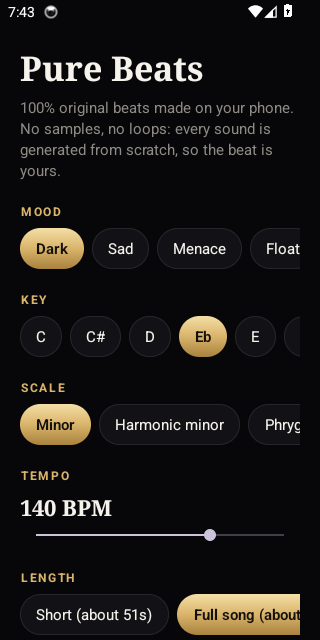 7:43
Pure Beats
100% original beats made on your phone.
No samples, no loops: every sound is
generated from scratch, so the beat is
yours.
MOOD
Dark Sad Menace Float
KEY
C C# D Eb E
SCALE
Minor Harmonic minor Phryg
TEMPO
140 BPM
LENGTH
Short (about 51s) Full song (about